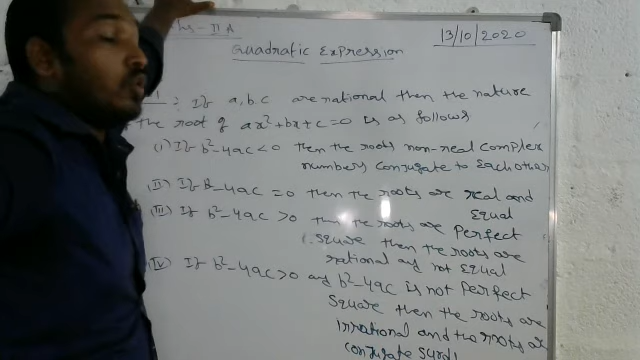 - II A
13/10/2020
Quadratic Expression
1 : If a, b, c are rational then the nature
the root of ax²+bx+c=0 is as follows
(i) If b²-4ac<0 then the roots non-real complex
numbers conjugate to each other
(II) If b²-4ac=0 then the roots are real and
Equal
(III) If b²-4ac>0 then the roots are perfect
square then the roots are
rational and not Equal
(IV) If b²-4ac>0 and b²-4ac is not perfect
Square then the roots are
irrational and the roots are
conjugate surd